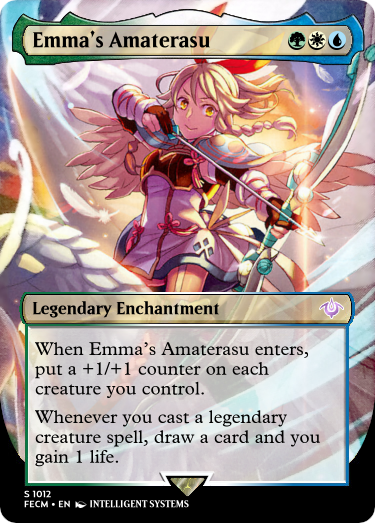 Emma's Amaterasu
Legendary Enchantment
When Emma's Amaterasu enters,
put a +1/+1 counter on each
creature you control.
Whenever you cast a legendary
creature spell, draw a card and you
gain 1 life.
S 1012
FECM • EN INTELLIGENT SYSTEMS